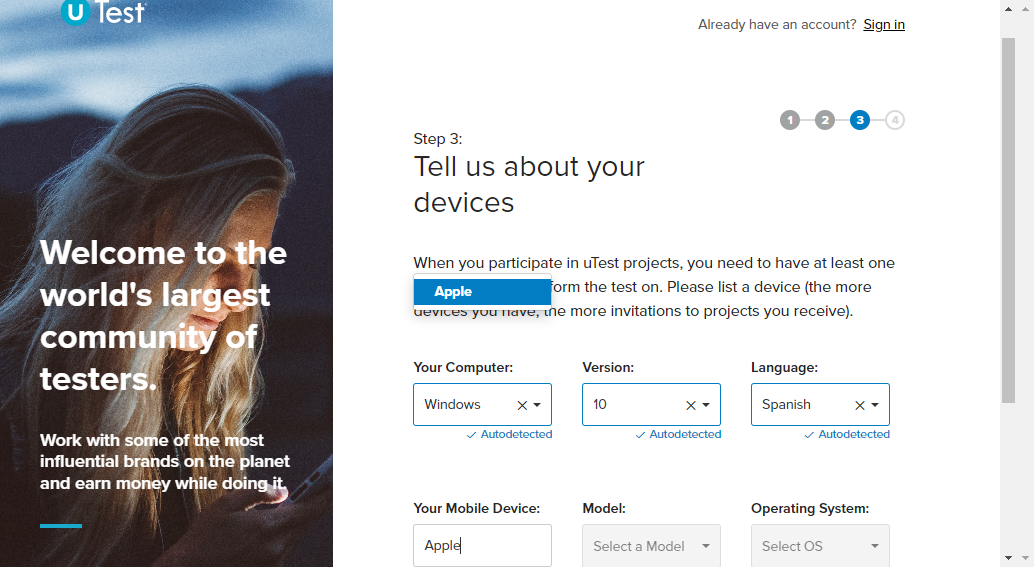 U Test
Already have an account? Sign in
1 2 3 4
Step 3:
Tell us about your
devices
Welcome to the
world's largest
community of
testers.
Work with some of the most
influential brands on the planet
and earn money while doing it.
When you participate in uTest projects, you need to have at least one
Apple
form the test on. Please list a device (the more
devices you have, the more invitations to projects you receive).
Your Computer: Version: Language:
Windows 10 Spanish
Autodetected Autodetected Autodetected
Your Mobile Device: Model: Operating System:
Apple Select a Model Select OS